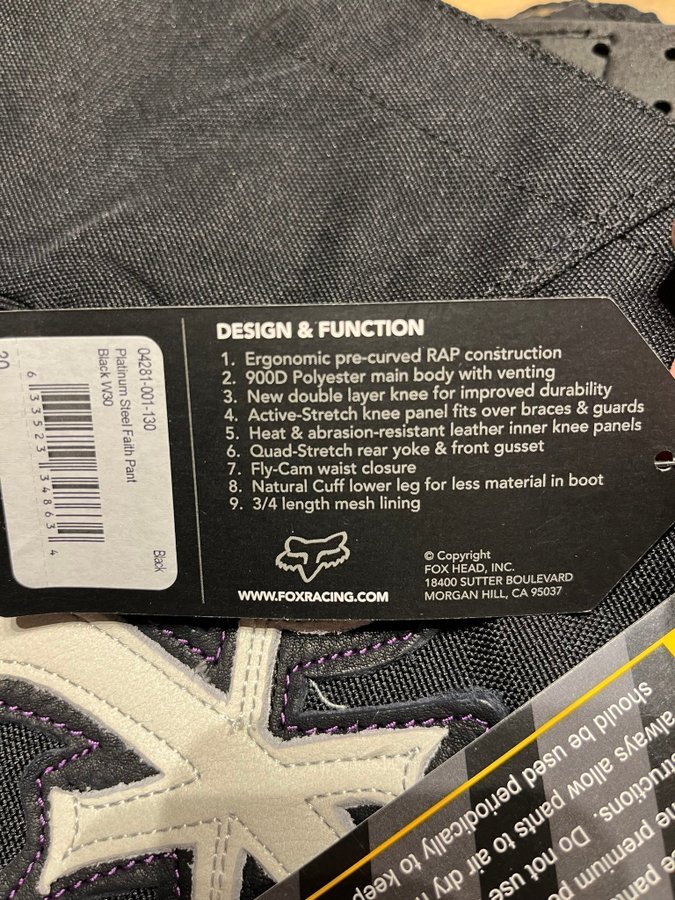 DESIGN & FUNCTION
1. Ergonomic pre-curved RAP construction
2. 900D Polyester main body with venting
3. New double layer knee for improved durability
4. Active-Stretch knee panel fits over braces & guards
5. Heat & abrasion-resistant leather inner knee panels
6. Quad-Stretch rear yoke & front gusset
7. Fly-Cam waist closure
8. Natural Cuff lower leg for less material in boot
9. 3/4 length mesh lining
WWW.FOXRACING.COM
© Copyright
FOX HEAD, INC.
18400 SUTTER BOULEVARD
MORGAN HILL, CA 95037
04281-001-130
Platinum Steel Faith Pant
Black W30
Black
6 33523 34863 4
30
should be used periodically to keep
always allow pants to air dry
Do not use
the premium